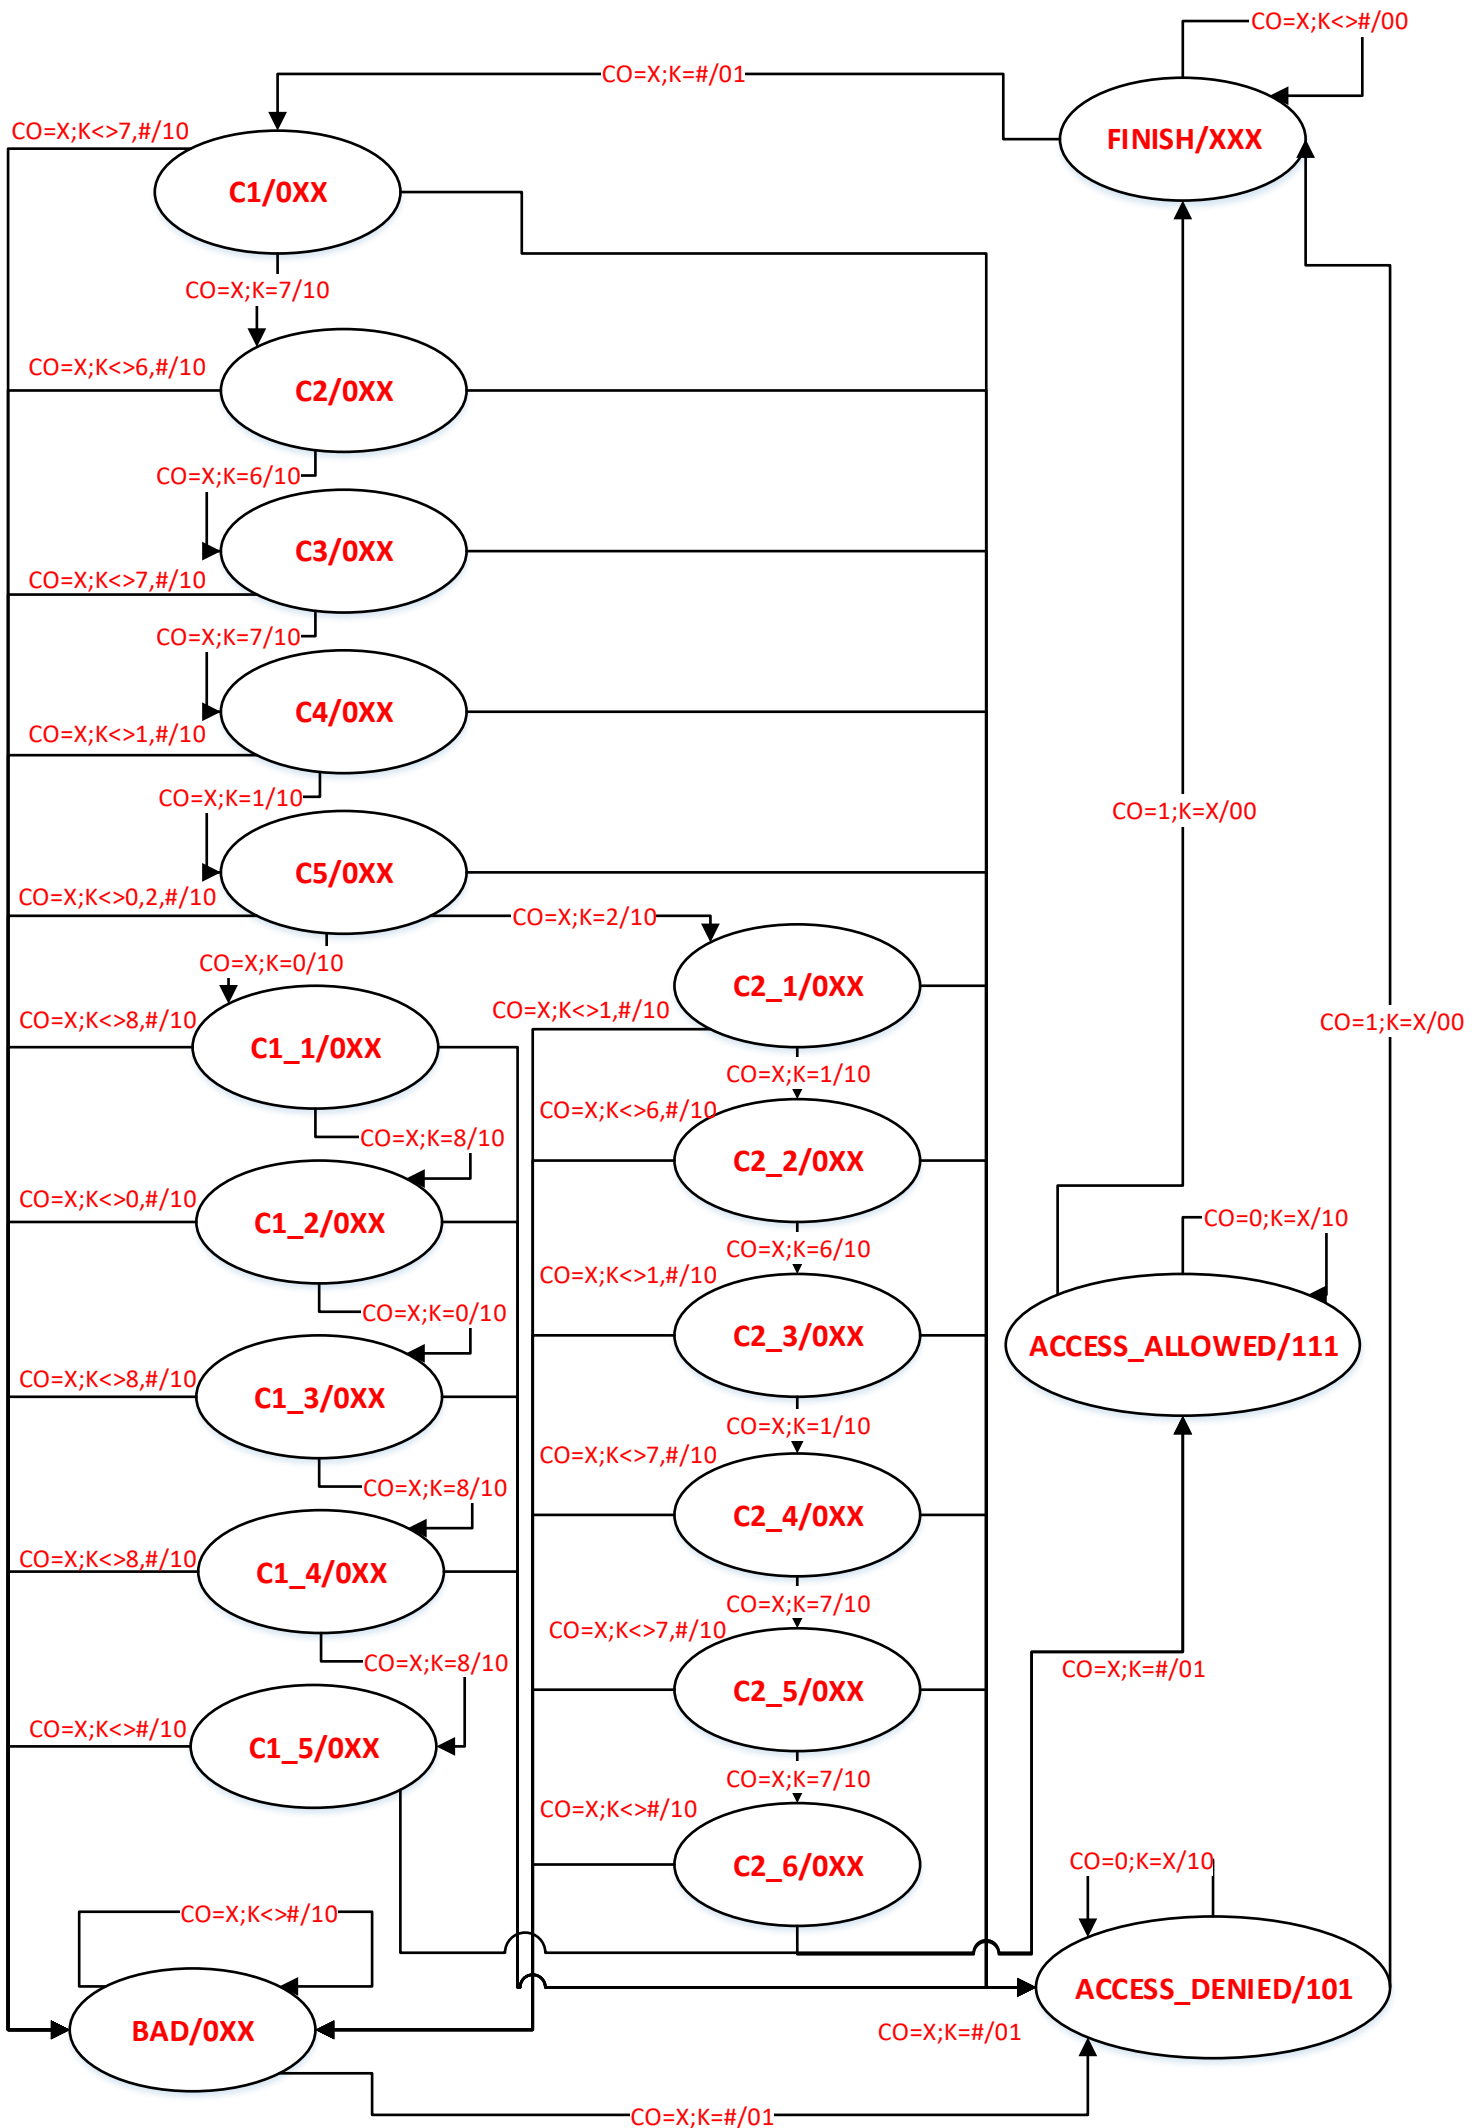 CO=X;K<>#/00
CO=X;K=#/01
CO=X;K<>7,#/10
FINISH/XXX
C1/0XX
CO=X;K=7/10
CO=X;K<>6,#/10
C2/0XX
CO=X;K=6/10
C3/0XX
CO=X;K<>7,#/10
CO=X;K=7/10
C4/0XX
CO=X;K<>1,#/10
CO=X;K=1/10
CO=1;K=X/00
C5/0XX
CO=X;K<>0,2,#/10
CO=X;K=2/10
CO=X;K=0/10
C2_1/0XX
CO=X;K<>8,#/10
CO=X;K<>1,#/10
CO=1;K=X/00
C1_1/0XX
CO=X;K=1/10
CO=X;K<>6,#/10
CO=X;K=8/10
C2_2/0XX
CO=X;K<>0,#/10
C1_2/0XX
CO=0;K=X/10
CO=X;K=6/10
CO=X;K<>1,#/10
CO=X;K=0/10
C2_3/0XX
ACCESS_ALLOWED/111
CO=X;K<>8,#/10
C1_3/0XX
CO=X;K=1/10
CO=X;K<>7,#/10
CO=X;K=8/10
C2_4/0XX
CO=X;K<>8,#/10
C1_4/0XX
CO=X;K=7/10
CO=X;K<>7,#/10
CO=X;K=8/10
CO=X;K=#/01
C2_5/0XX
CO=X;K<>#/10
C1_5/0XX
CO=X;K=7/10
CO=X;K<>#/10
C2_6/0XX
CO=0;K=X/10
CO=X;K<>#/10
ACCESS_DENIED/101
BAD/0XX
CO=X;K=#/01
CO=X;K=#/01